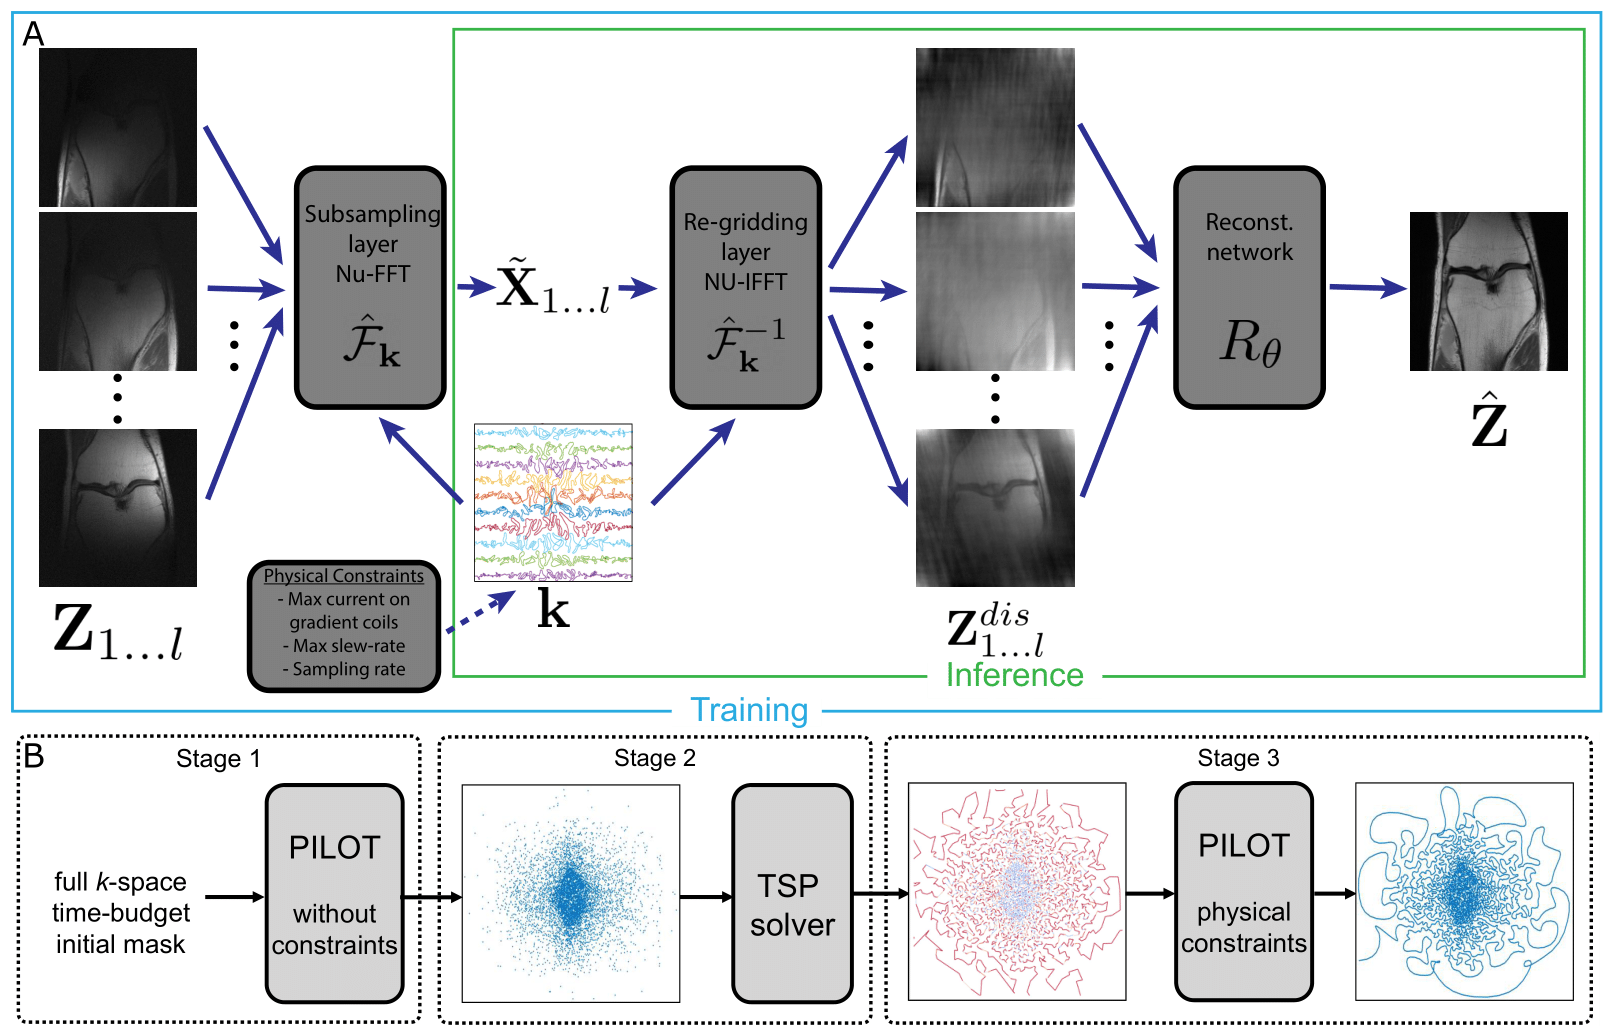 A
Subsampling
layer
Nu-FFT
$\hat{\mathcal{F}}_{\mathbf{k}}$
$\tilde{\mathbf{X}}_{1...l}$
Re-gridding
layer
NU-IFFT
$\hat{\mathcal{F}}_{\mathbf{k}}^{-1}$
Reconst.
network
$R_{\theta}$
$\hat{\mathbf{Z}}$
$\mathbf{Z}_{1...l}$
Physical Constraints
- Max current on
gradient coils
- Max slew-rate
- Sampling rate
$\mathbf{k}$
$\mathbf{Z}_{1...l}^{dis}$
Inference
Training
B
Stage 1
full k-space
time-budget
initial mask
PILOT
without
constraints
Stage 2
TSP
solver
Stage 3
PILOT
physical
constraints